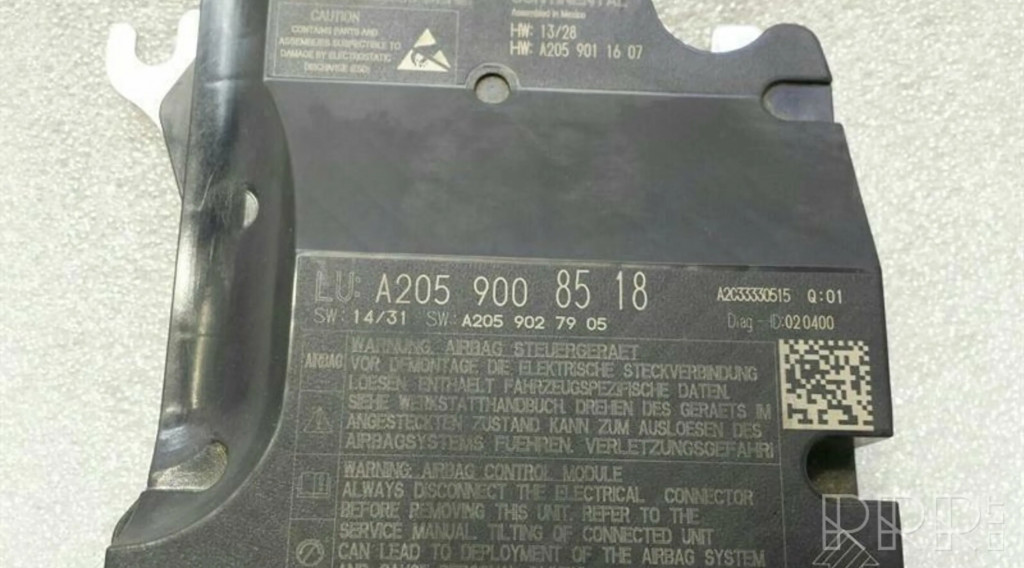 CAUTION
CONTAINS PARTS AND
ASSEMBLIES SUSCEPTIBLE TO
DAMAGE BY ELECTROSTATIC
DISCHARGE (ESD)
Assembled in Mexico
HW: 13/28
HW: A205 901 16 07
LU: A205 900 85 18
A2C33330515 Q:01
SW: 14/31 SW: A205 902 79 05
Diag - ID:020400
AIRBAG
WARNUNG. AIRBAG STEUERGERAET
VOR DEMONTAGE DIE ELEKTRISCHE STECKVERBINDUNG
LOESEN. ENTHAELT FAHRZEUGSPEZIFISCHE DATEN.
SIEHE WERKSTATTHANDBUCH. DREHEN DES GERAETS IM
ANGESTECKTEN ZUSTAND KANN ZUM AUSLOESEN DES
AIRBAGSYSTEMS FUEHREN. VERLETZUNGSGEFAHR!
WARNING. AIRBAG CONTROL MODULE
ALWAYS DISCONNECT THE ELECTRICAL CONNECTOR
BEFORE REMOVING THIS UNIT. REFER TO THE
SERVICE MANUAL. TILTING OF CONNECTED UNIT
CAN LEAD TO DEPLOYMENT OF THE AIRBAG SYSTEM
RRR